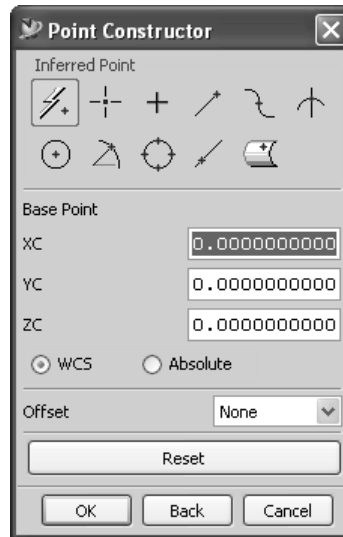 Point Constructor
Inferred Point
Base Point
XC 0.0000000000
YC 0.0000000000
ZC 0.0000000000
WCS Absolute
Offset None
Reset
OK Back Cancel